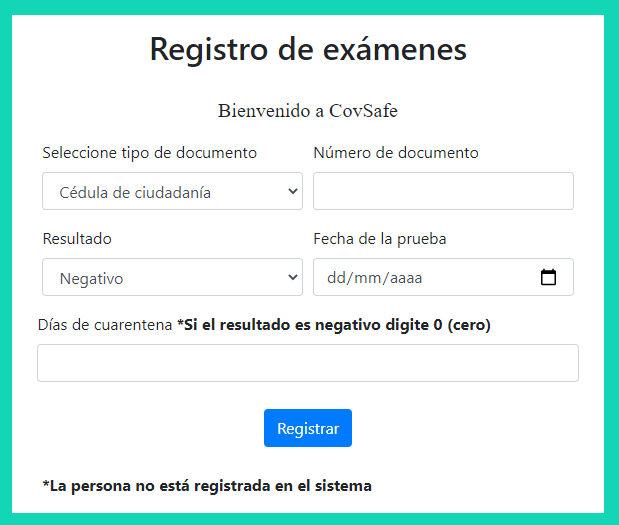 Registro de exámenes
Bienvenido a CovSafe
Seleccione tipo de documento
Número de documento
Cédula de ciudadanía
Resultado
Fecha de la prueba
Negativo
dd/mm/aaaa
Días de cuarentena *Si el resultado es negativo digite 0 (cero)
Registrar
*La persona no está registrada en el sistema